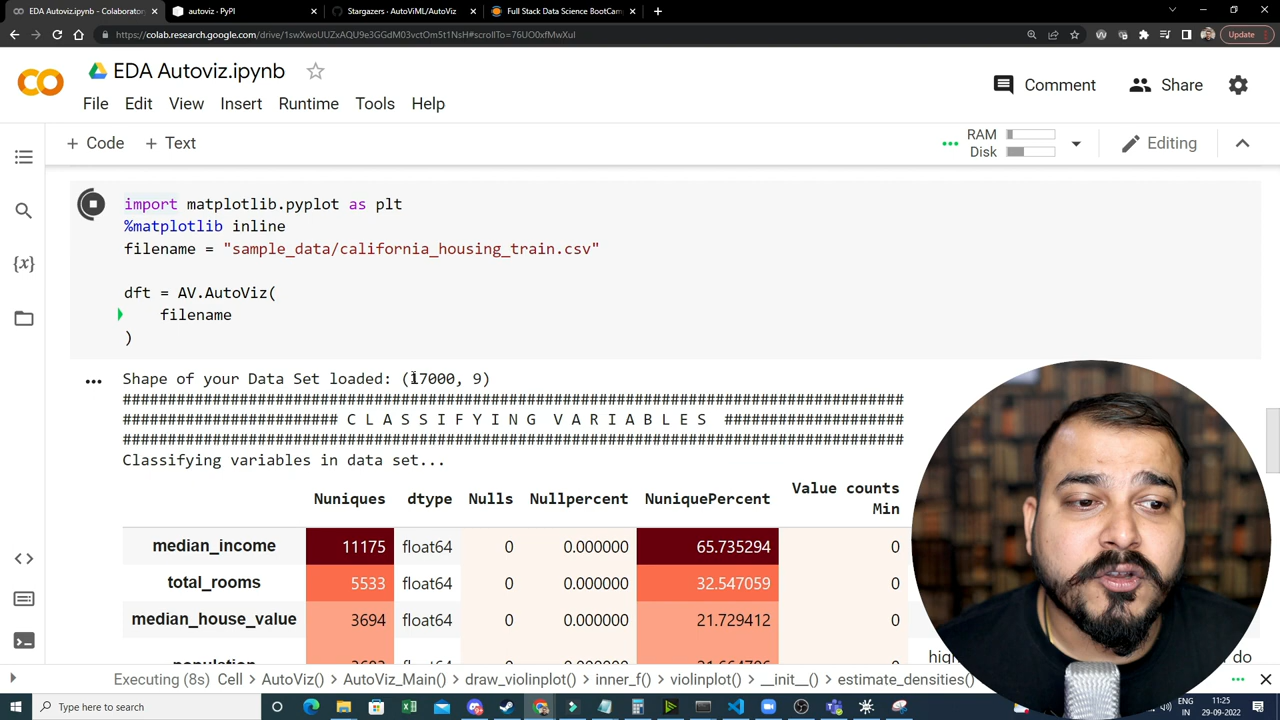 EDA Autoviz.ipynb - Colaborator
autoviz · PyPI
Stargazers · AutoViML/AutoViz
Full Stack Data Science BootCam
https://colab.research.google.com/drive/1swXwoUUZxAQU9e3GGdM03vctOm5t1NsH#scrollTo=76UO0xfMwXuI
Update
EDA Autoviz.ipynb
File Edit View Insert Runtime Tools Help
Comment Share
+ Code + Text
RAM
Disk
Editing
import matplotlib.pyplot as plt
%matplotlib inline
filename = "sample_data/california_housing_train.csv"
dft = AV.AutoViz(
filename
)
Shape of your Data Set loaded: (17000, 9)
#######################################################################################
######################## C L A S S I F Y I N G  V A R I A B L E S  ####################
#######################################################################################
Classifying variables in data set...
Nuniques dtype Nulls Nullpercent NuniquePercent Value counts Min
median_income 11175 float64 0 0.000000 65.735294 0
total_rooms 5533 float64 0 0.000000 32.547059 0
median_house_value 3694 float64 0 0.000000 21.729412 0
population
do
Executing (8s) Cell > AutoViz() > AutoViz_Main() > draw_violinplot() > inner_f() > violinplot() > __init__() > estimate_densities()
Type here to search
ENG
IN
11:25
29-09-2022